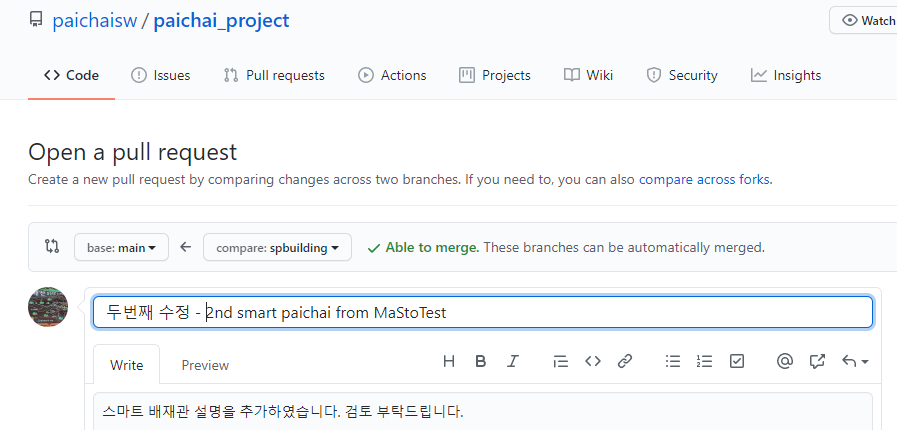 paichaisw / paichai_project
Watch
Code Issues Pull requests Actions Projects Wiki Security Insights
Open a pull request
Create a new pull request by comparing changes across two branches. If you need to, you can also compare across forks.
base: main compare: spbuilding Able to merge. These branches can be automatically merged.
두번째 수정 - 2nd smart paichai from MaStoTest
Write Preview H B I
스마트 배재관 설명을 추가하였습니다. 검토 부탁드립니다.